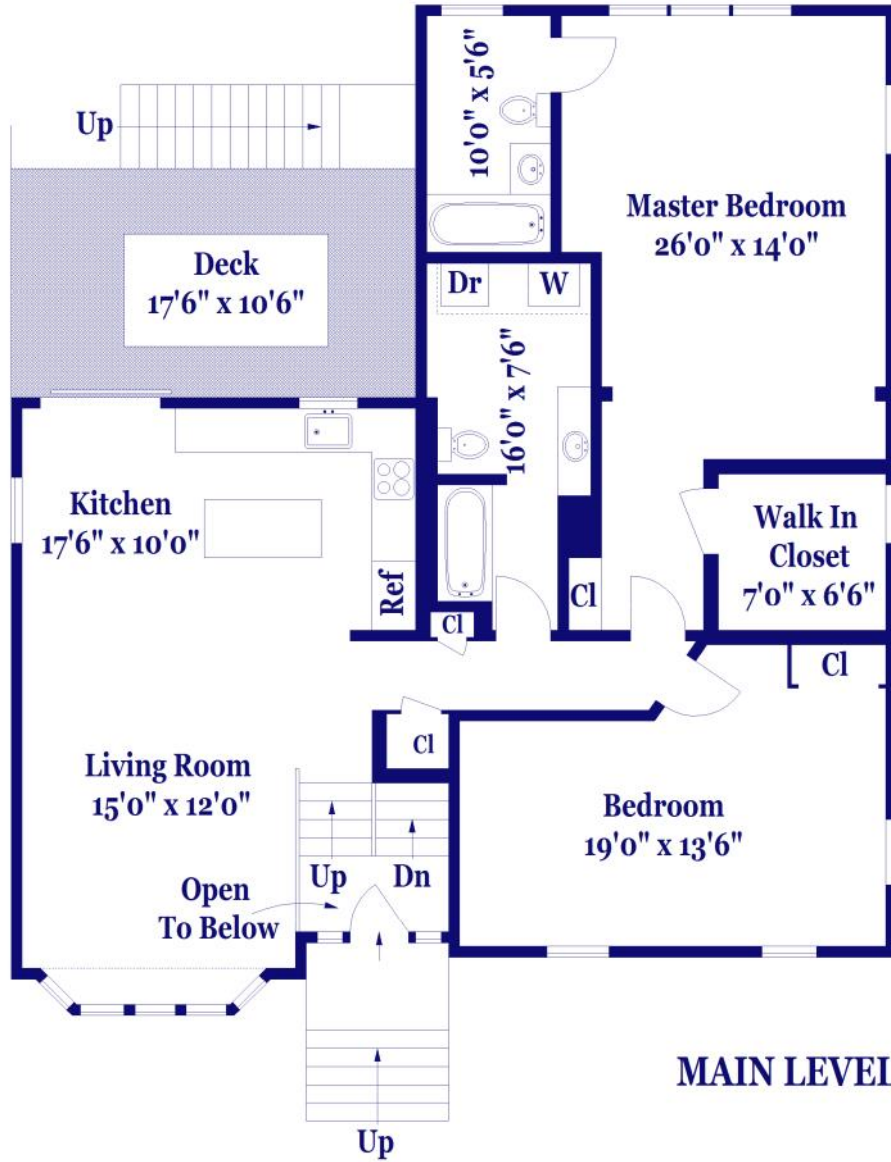 Up
10'0" x 5'6"
Master Bedroom
26'0" x 14'0"
Deck
17'6" x 10'6"
Dr
W
16'0" x 7'6"
Kitchen
17'6" x 10'0"
Ref
Cl
Cl
Walk In
Closet
7'0" x 6'6"
Cl
Cl
Living Room
15'0" x 12'0"
Bedroom
19'0" x 13'6"
Up
Dn
Open
To Below
MAIN LEVEL
Up